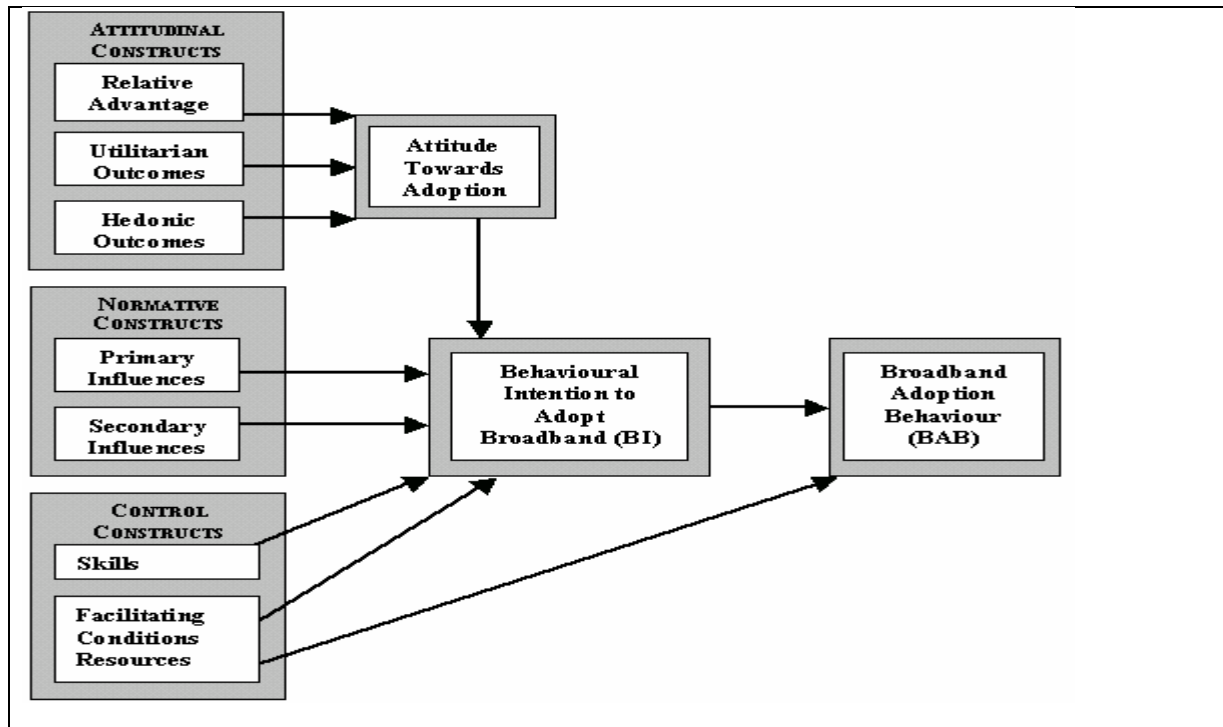 ATTITUDINAL
CONSTRUCTS
Relative
Advantage
Utilitarian
Outcomes
Hedonic
Outcomes
Attitude
Towards
Adoption
NORMATIVE
CONSTRUCTS
Primary
Influences
Secondary
Influences
Behavioural
Intention to
Adopt
Broadband (BI)
Broadband
Adoption
Behaviour
(BAB)
CONTROL
CONSTRUCTS
Skills
Facilitating
Conditions
Resources